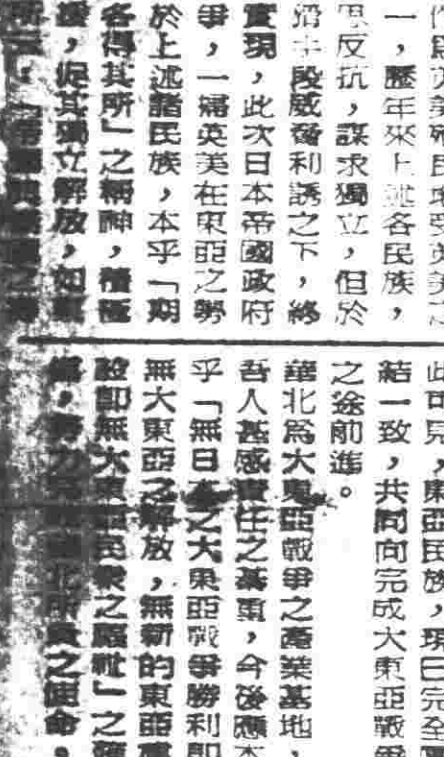 一，歷年來上述各民族，
反抗，謀求獨立，但於
手段威脅利誘之下，終
實現，此次日本帝國政府
爭，一掃英美在東亞之勢
於上述諸民族，本乎「期
各得其所」之精神，積極
援，促其獨立解放，如
此可見，東亞民族，現已完全
結一致，共同向完成大東亞戰爭
之途前進。
華北為大東亞戰爭之產業基地，
吾人甚感責任之綦重，今後應本
乎「無日本之大東亞戰爭勝利即
無大東亞之解放，無新的東亞建
設即無大東亞民衆之福祉」之
努力完 華北所負之使命，